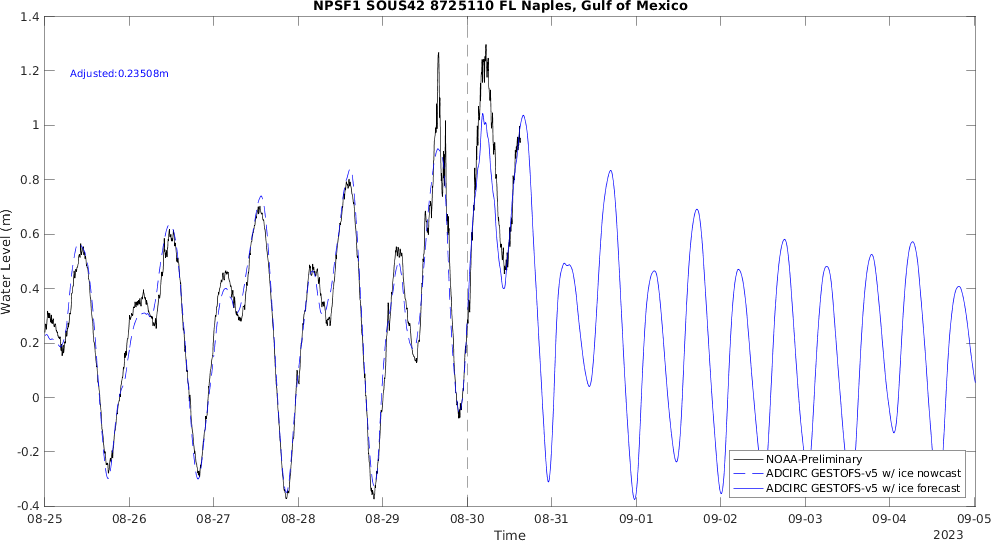 NPSF1 SOUS42 8725110 FL Naples, Gulf of Mexico
Adjusted:0.23508m
Water Level (m)
1.4
1.2
1
0.8
0.6
0.4
0.2
0
-0.2
-0.4
NOAA-Preliminary
ADCIRC GESTOFS-v5 w/ ice nowcast
ADCIRC GESTOFS-v5 w/ ice forecast
08-25 08-26 08-27 08-28 08-29 08-30 08-31 09-01 09-02 09-03 09-04 09-05
Time
2023